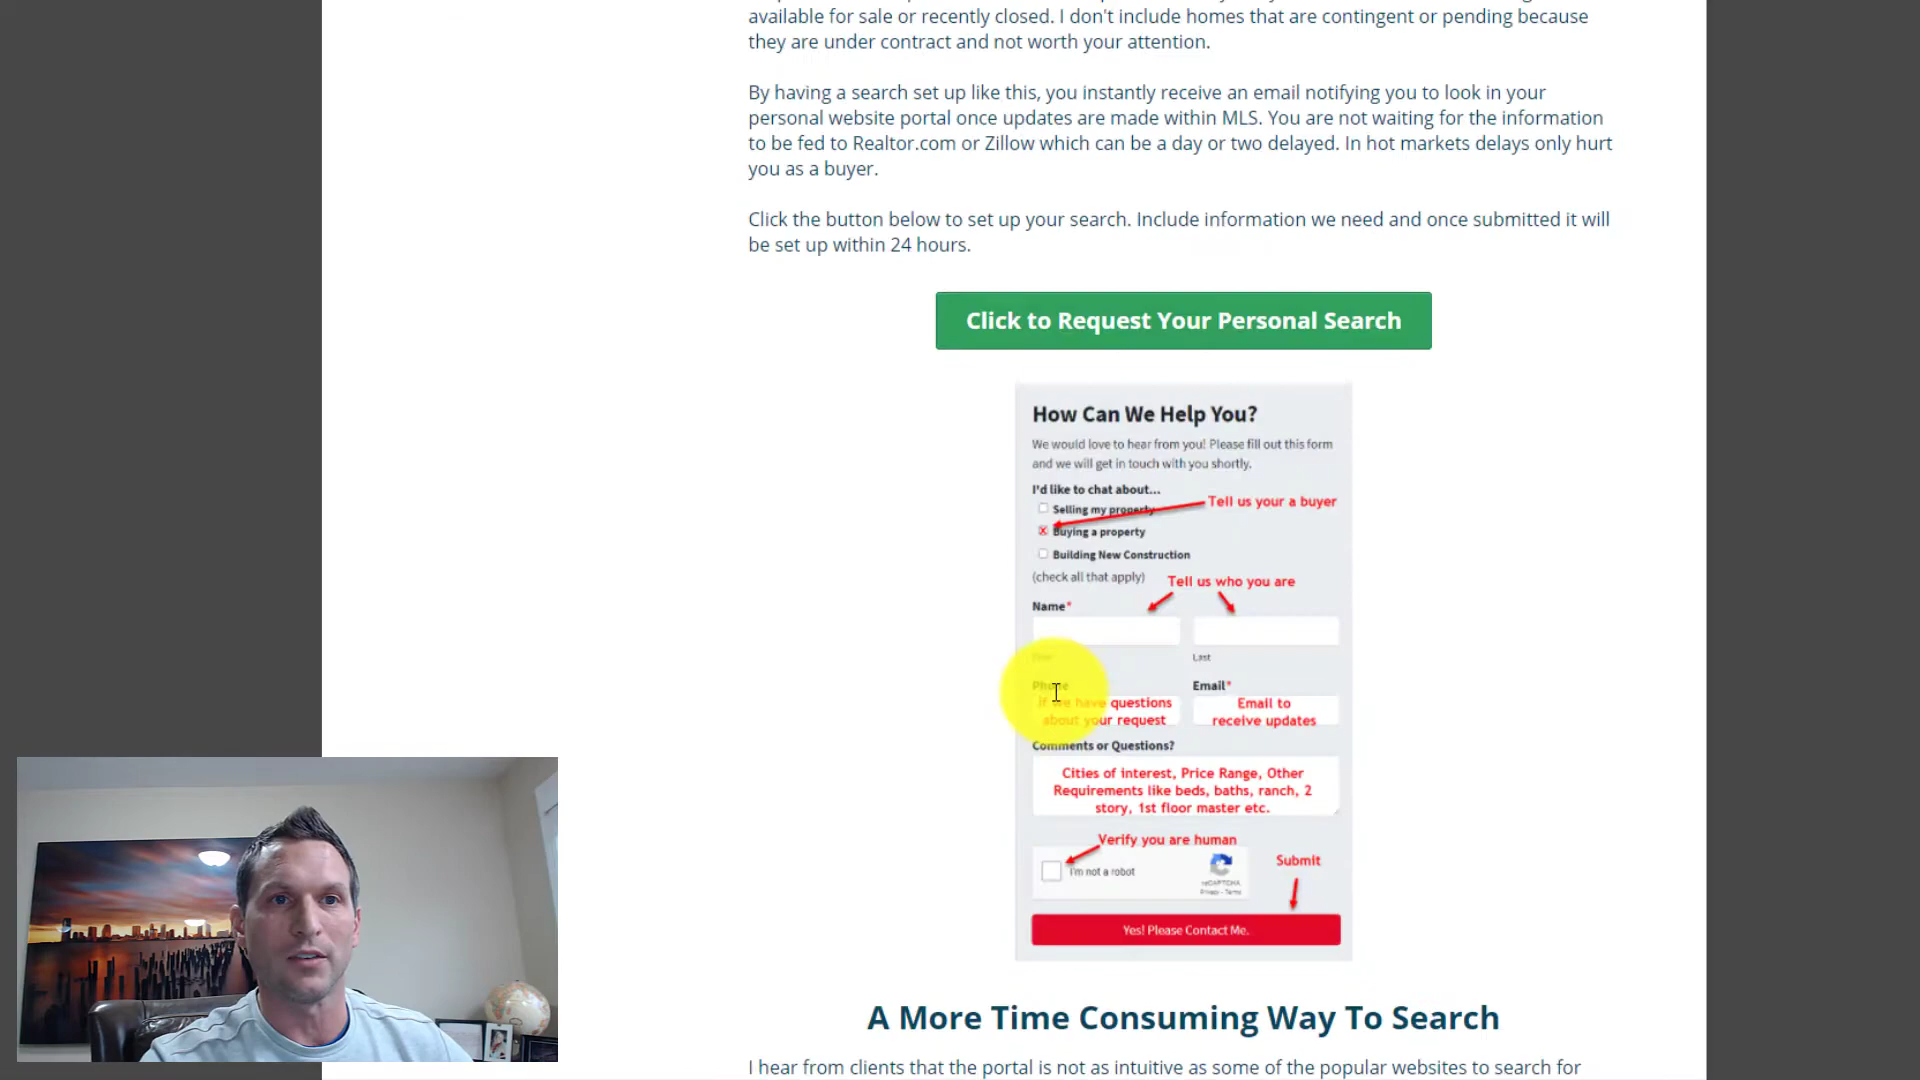 available for sale or recently closed. I don't include homes that are contingent or pending because
they are under contract and not worth your attention.
By having a search set up like this, you instantly receive an email notifying you to look in your
personal website portal once updates are made within MLS. You are not waiting for the information
to be fed to Realtor.com or Zillow which can be a day or two delayed. In hot markets delays only hurt
you as a buyer.
Click the button below to set up your search. Include information we need and once submitted it will
be set up within 24 hours.
Click to Request Your Personal Search
How Can We Help You?
We would love to hear from you! Please fill out this form
and we will get in touch with you shortly.
I'd like to chat about...
Tell us your a buyer
Selling my property
Buying a property
Building New Construction
(check all that apply)
Tell us who you are
Name*
Last
Phone
Email*
If we have questions
about your request
Email to
receive updates
Comments or Questions?
Cities of interest, Price Range, Other
Requirements like beds, baths, ranch, 2
story, 1st floor master etc.
Verify you are human
I'm not a robot
reCAPTCHA
Privacy - Terms
Submit
Yes! Please Contact Me.
A More Time Consuming Way To Search
I hear from clients that the portal is not as intuitive as some of the popular websites to search for